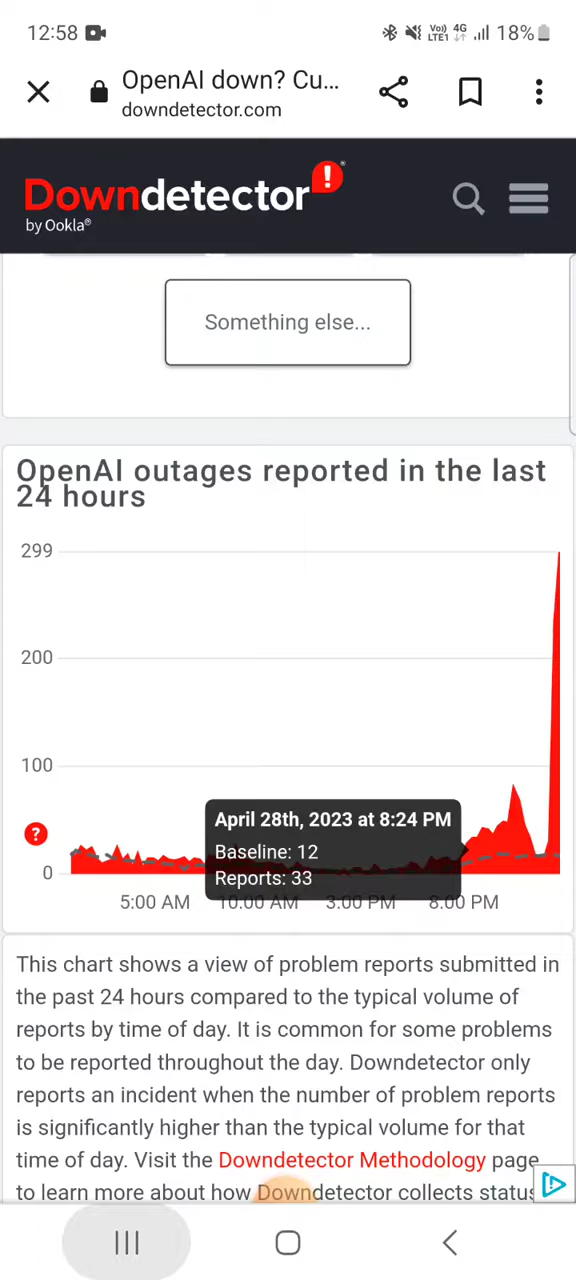 12:58 Vo)) LTE1 4G 18%
OpenAI down? Cu...
downdetector.com
Downdetector!
by Ookla®
Something else...
OpenAI outages reported in the last
24 hours
299
200
100
?
0
April 28th, 2023 at 8:24 PM
Baseline: 12
Reports: 33
5:00 AM 10:00 AM 3:00 PM 8:00 PM
This chart shows a view of problem reports submitted in
the past 24 hours compared to the typical volume of
reports by time of day. It is common for some problems
to be reported throughout the day. Downdetector only
reports an incident when the number of problem reports
is significantly higher than the typical volume for that
time of day. Visit the Downdetector Methodology page
to learn more about how Downdetector collects status